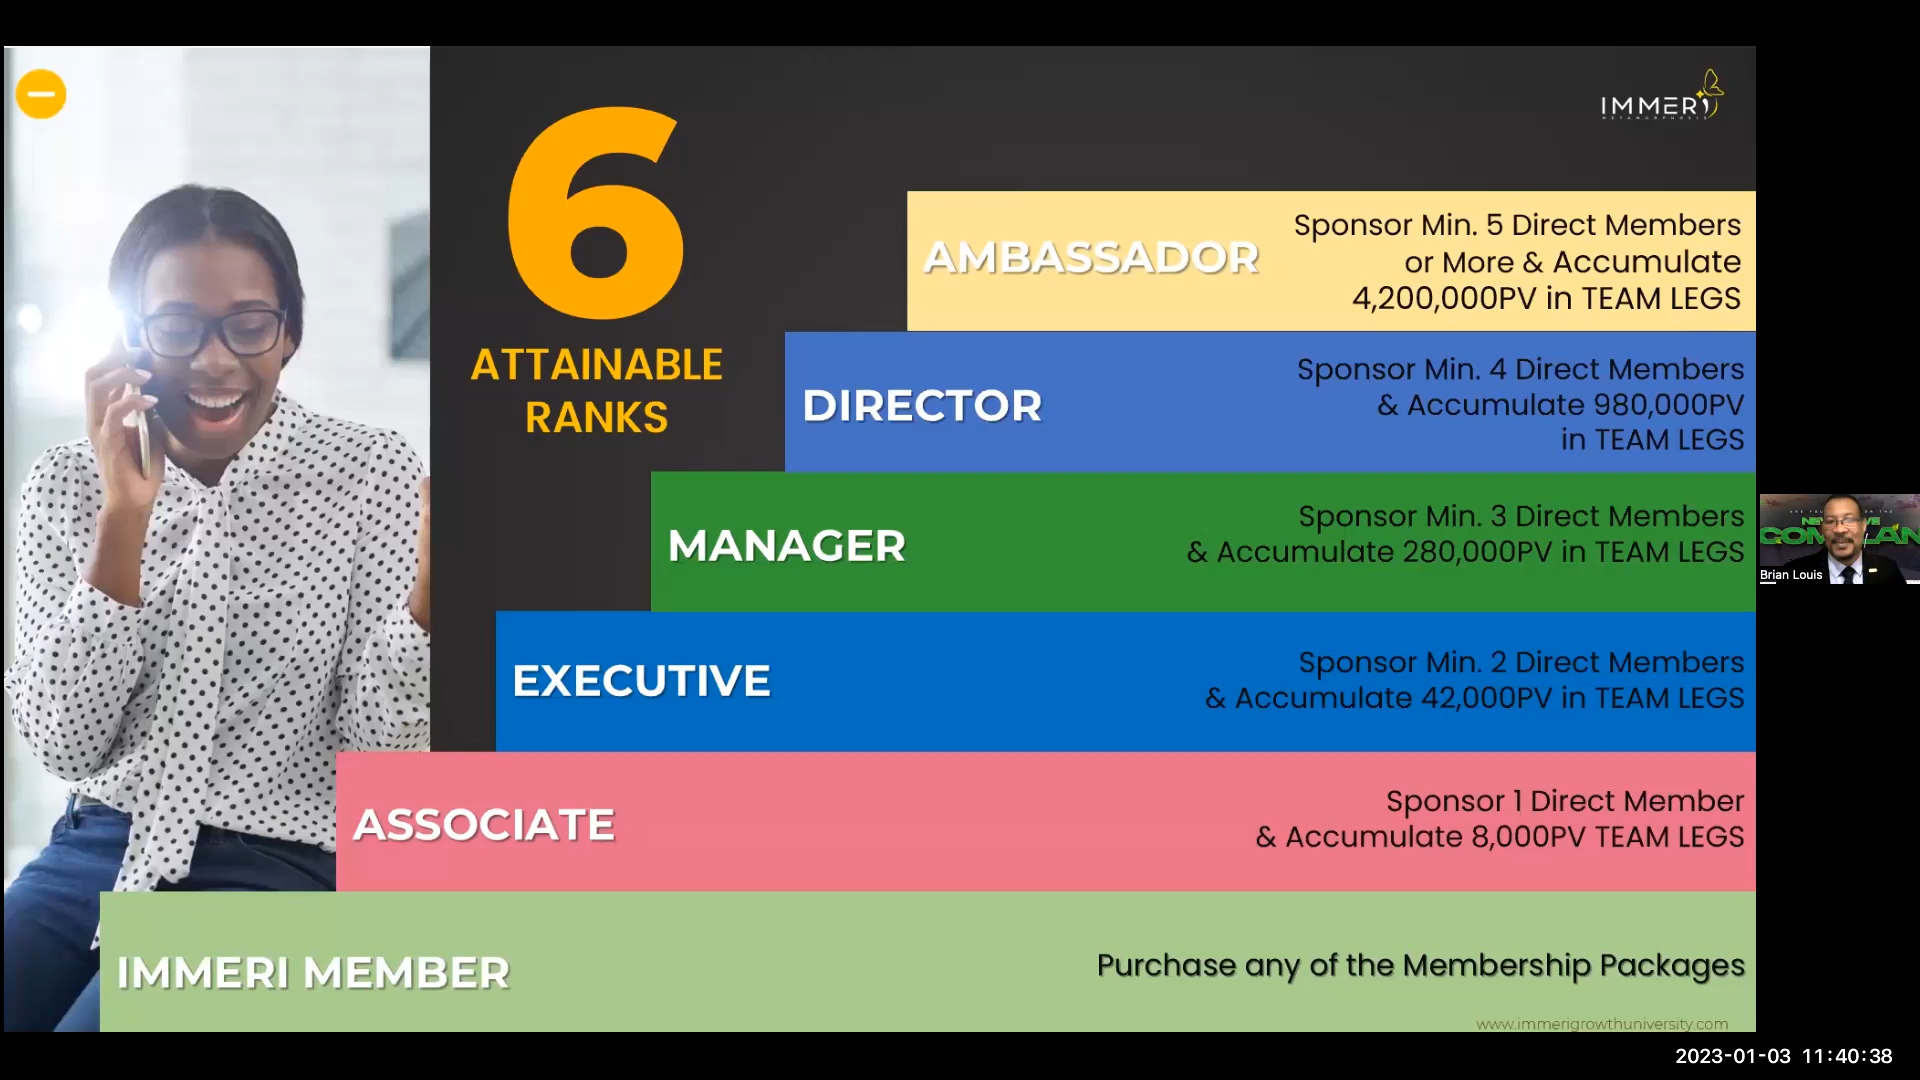 6
ATTAINABLE
RANKS
IMMERI
METAMORPHOSIS
AMBASSADOR
Sponsor Min. 5 Direct Members
or More & Accumulate
4,200,000PV in TEAM LEGS
DIRECTOR
Sponsor Min. 4 Direct Members
& Accumulate 980,000PV
in TEAM LEGS
MANAGER
Sponsor Min. 3 Direct Members
& Accumulate 280,000PV in TEAM LEGS
EXECUTIVE
Sponsor Min. 2 Direct Members
& Accumulate 42,000PV in TEAM LEGS
ASSOCIATE
Sponsor 1 Direct Member
& Accumulate 8,000PV TEAM LEGS
IMMERI MEMBER
Purchase any of the Membership Packages
www.immerigrowthuniversity.com
Brian Louis
2023-01-03 11:40:38